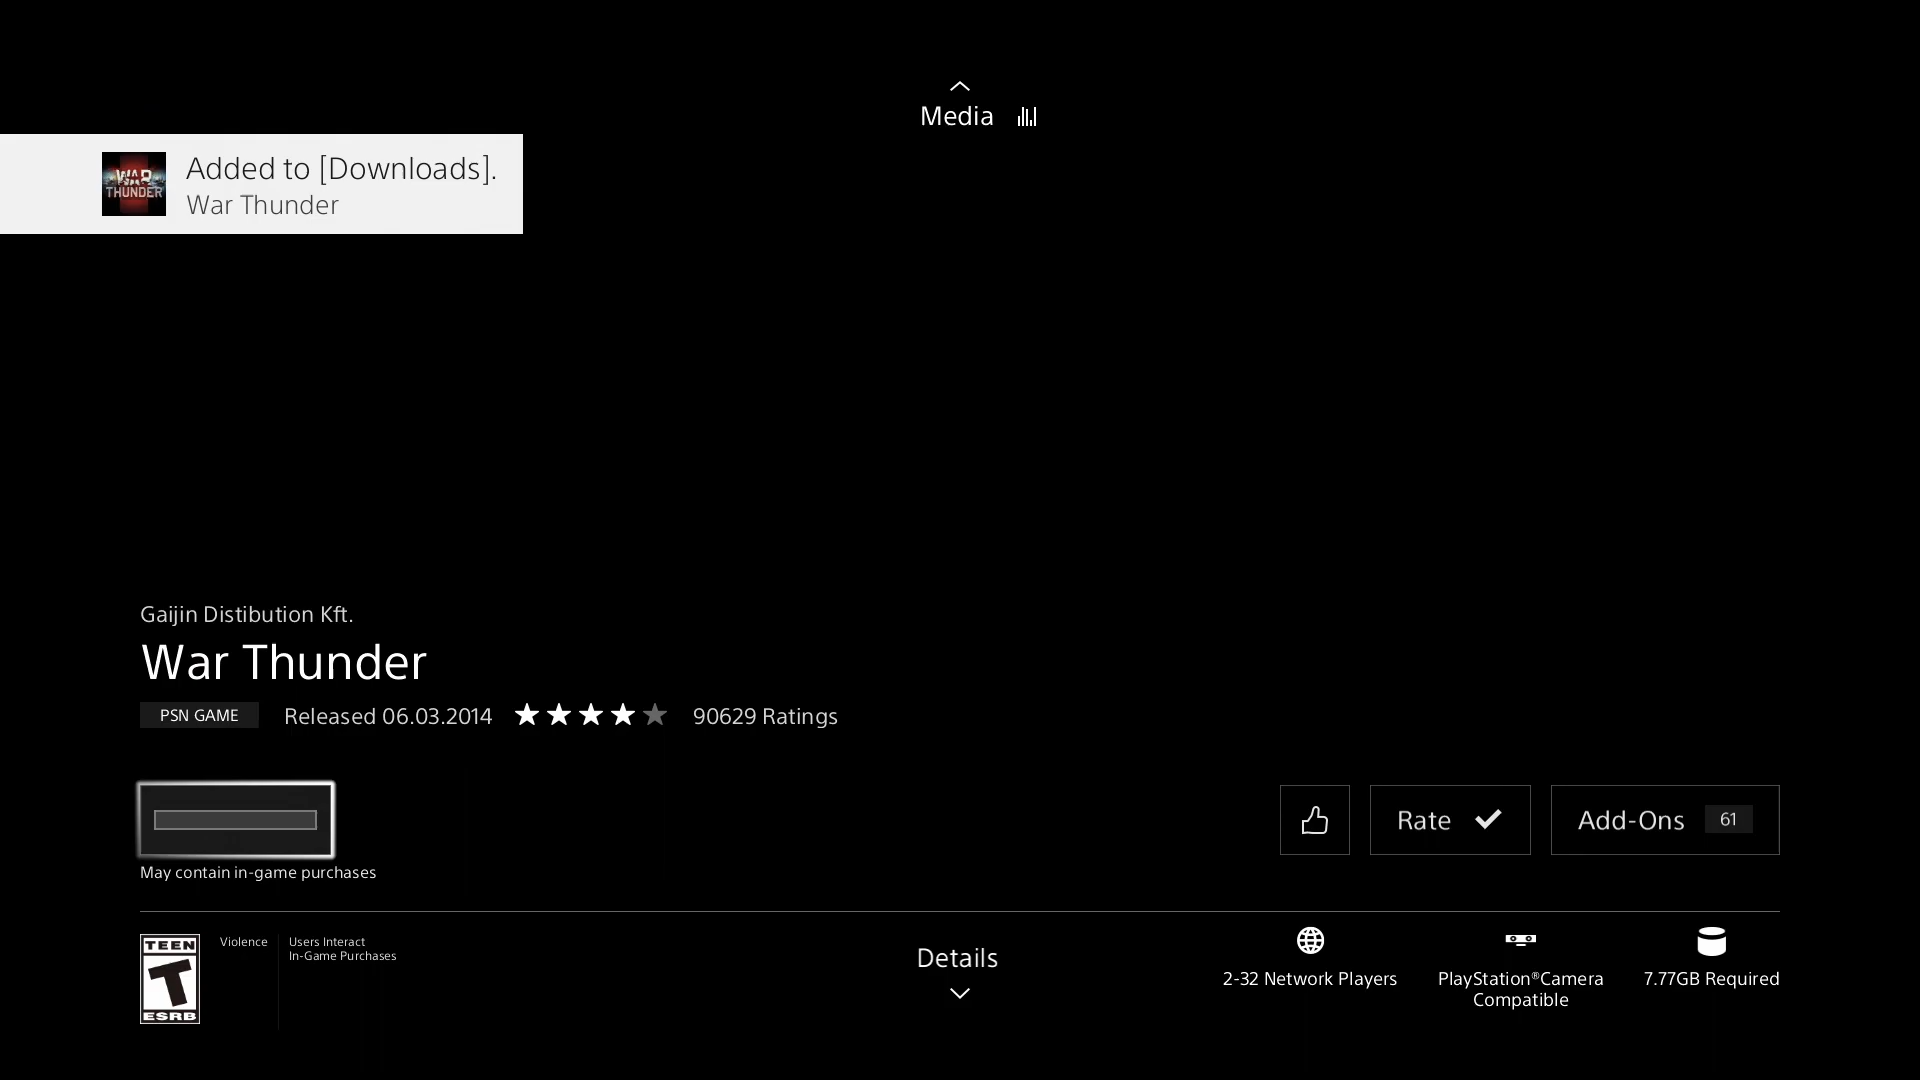 Media
Added to [Downloads].
WAR
THUNDER
War Thunder
Gaijin Distibution Kft.
War Thunder
PSN GAME
Released 06.03.2014
90629 Ratings
Rate
Add-Ons
61
May contain in-game purchases
TEEN
T
ESRB
Violence
Users Interact
In-Game Purchases
Details
2-32 Network Players
PlayStation®Camera
Compatible
7.77GB Required